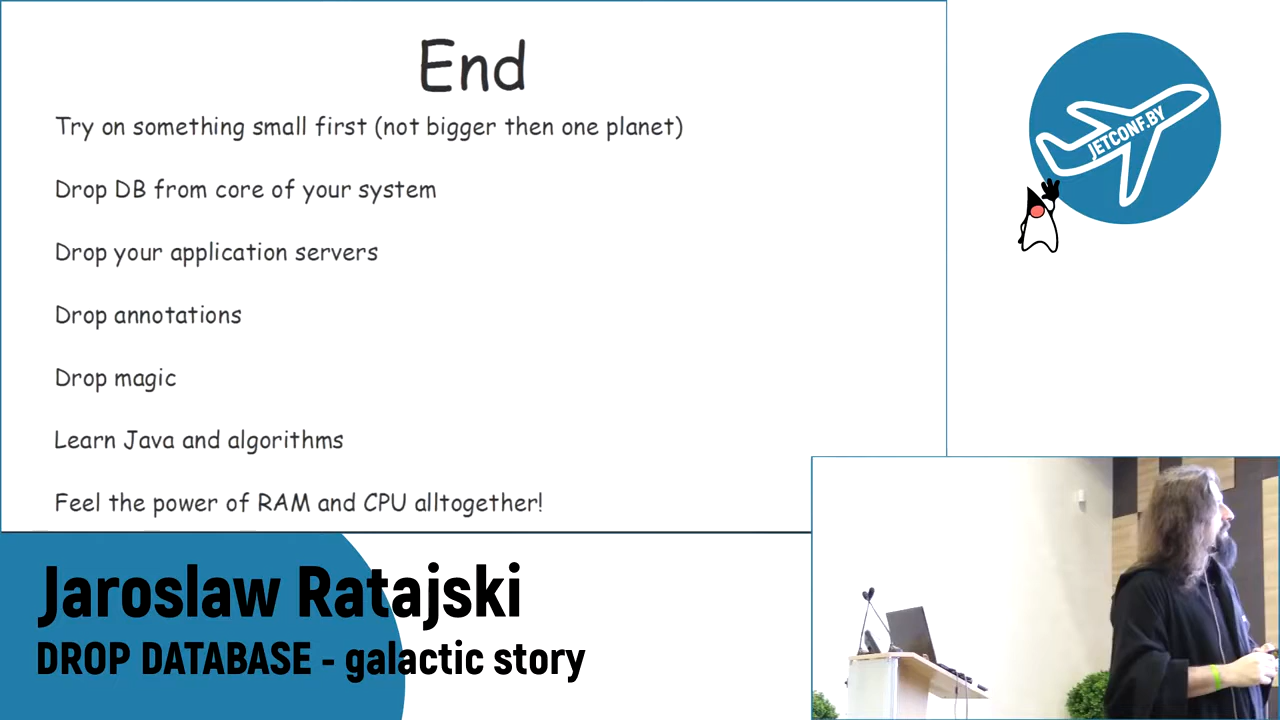 End
Try on something small first (not bigger then one planet)
Drop DB from core of your system
Drop your application servers
Drop annotations
Drop magic
Learn Java and algorithms
Feel the power of RAM and CPU alltogether!
JETCONF.BY
Jaroslaw Ratajski
DROP DATABASE - galactic story